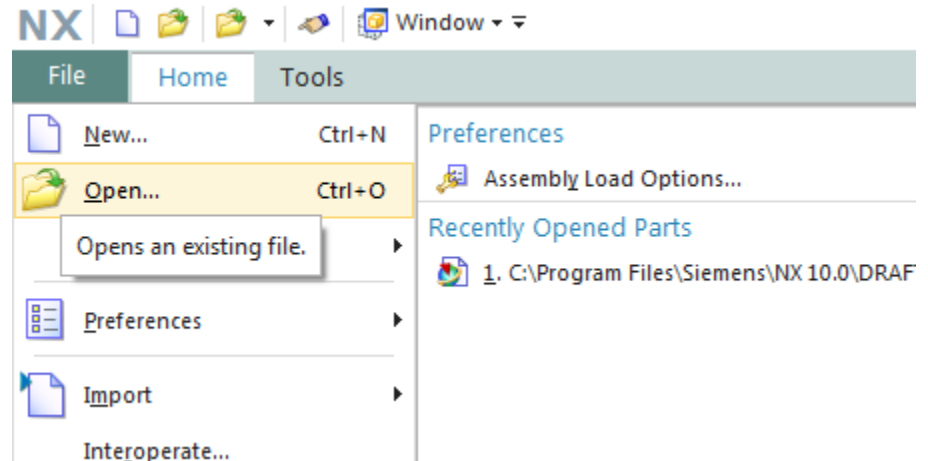 NX Window
File Home Tools
New... Ctrl+N
Open... Ctrl+O
Opens an existing file.
Preferences
Import
Interoperate...
Preferences
Assembly Load Options...
Recently Opened Parts
1. C:\Program Files\Siemens\NX 10.0\DRAF